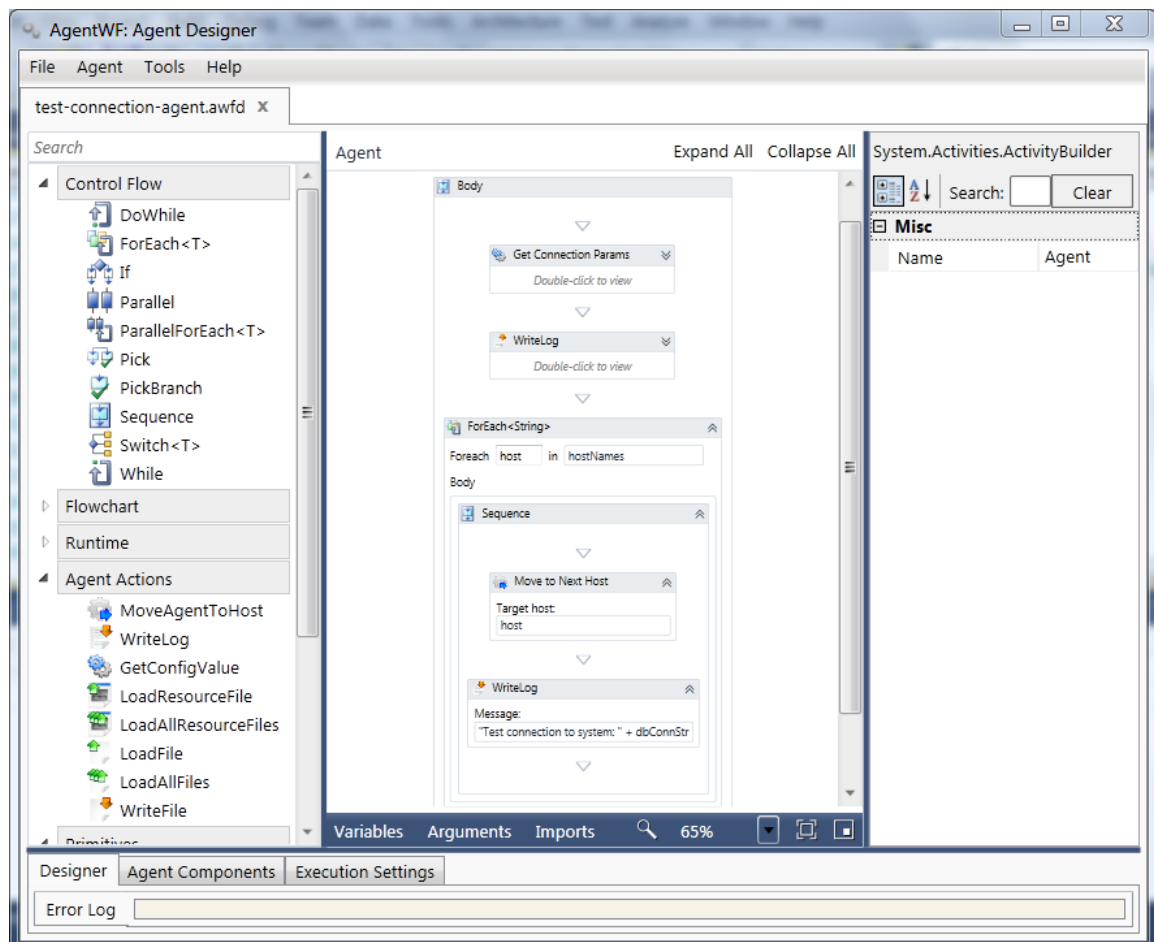 AgentWF: Agent Designer
File Agent Tools Help
test-connection-agent.awfd x
Search
Control Flow
DoWhile
ForEach<T>
If
Parallel
ParallelForEach<T>
Pick
PickBranch
Sequence
Switch<T>
While
Flowchart
Runtime
Agent Actions
MoveAgentToHost
WriteLog
GetConfigValue
LoadResourceFile
LoadAllResourceFiles
LoadFile
LoadAllFiles
WriteFile
Primitives
Agent Expand All Collapse All
Body
Get Connection Params
Double-click to view
WriteLog
Double-click to view
ForEach<String>
Foreach host in hostNames
Body
Sequence
Move to Next Host
Target host:
host
WriteLog
Message:
"Test connection to system: " + dbConnStr
Variables Arguments Imports 65%
System.Activities.ActivityBuilder
Search: Clear
Misc
Name Agent
Designer Agent Components Execution Settings
Error Log